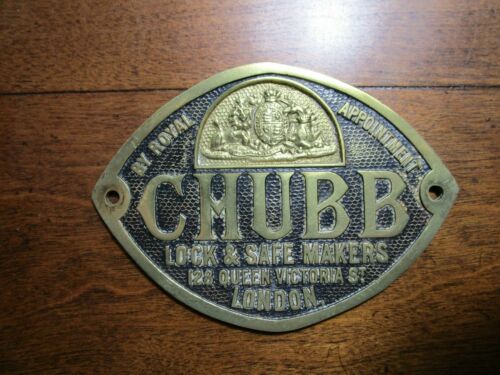 BY ROYAL APPOINTMENT
CHUBB
LOCK & SAFE MAKERS
128 QUEEN VICTORIA ST
LONDON.